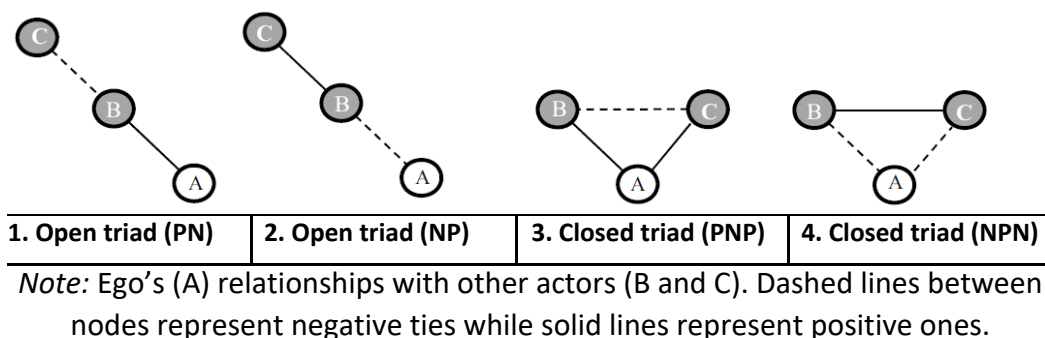 C
B
A
C
B
A
B
C
A
B
C
A
1. Open triad (PN)
2. Open triad (NP)
3. Closed triad (PNP)
4. Closed triad (NPN)
Note: Ego’s (A) relationships with other actors (B and C). Dashed lines between
nodes represent negative ties while solid lines represent positive ones.